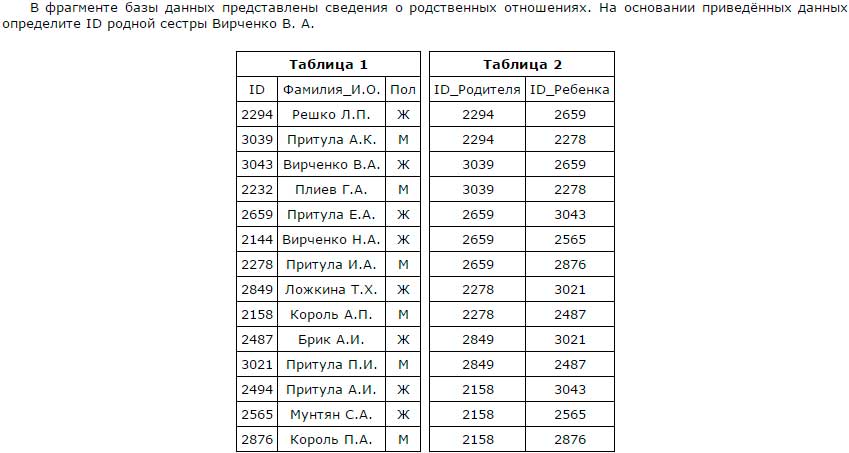 В фрагменте базы данных представлены сведения о родственных отношениях. На основании приведённых данных
определите ID родной сестры Вирченко В. А.
Таблица 1
ID Фамилия_И.О. Пол
2294 Решко Л.П. Ж
3039 Притула А.К. М
3043 Вирченко В.А. Ж
2232 Плиев Г.А. М
2659 Притула Е.А. Ж
2144 Вирченко Н.А. Ж
2278 Притула И.А. М
2849 Ложкина Т.Х. Ж
2158 Король А.П. М
2487 Брик А.И. Ж
3021 Притула П.И. М
2494 Притула А.И. Ж
2565 Мунтян С.А. Ж
2876 Король П.А. М
Таблица 2
ID_Родителя ID_Ребенка
2294 2659
2294 2278
3039 2659
3039 2278
2659 3043
2659 2565
2659 2876
2278 3021
2278 2487
2849 3021
2849 2487
2158 3043
2158 2565
2158 2876